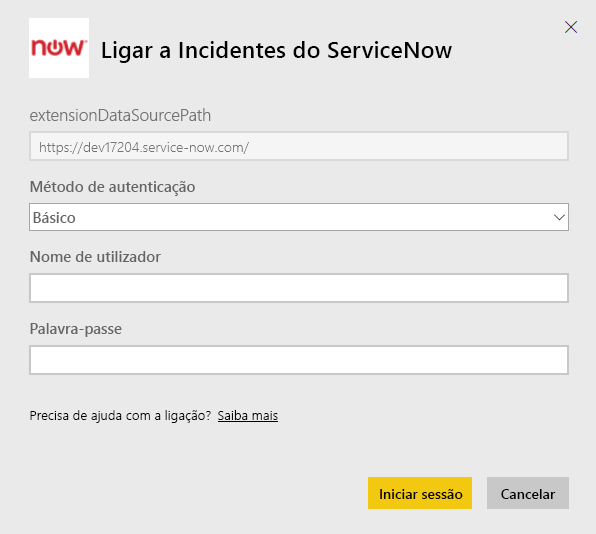 now
Ligar a Incidentes do ServiceNow
extensionDataSourcePath
https://dev17204.service-now.com/
Método de autenticação
Básico
Nome de utilizador
Palavra-passe
Precisa de ajuda com a ligação? Saiba mais
Iniciar sessão Cancelar